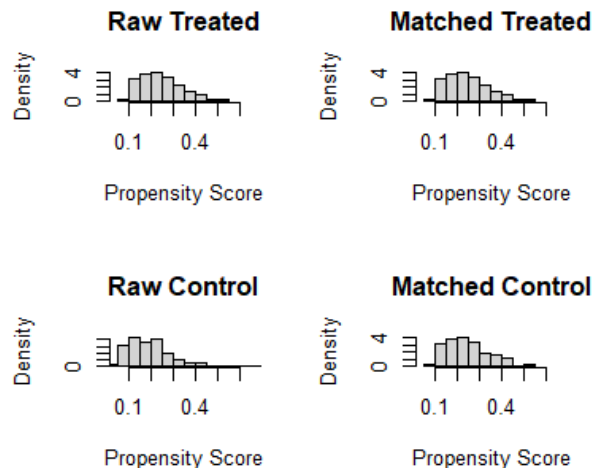 Raw Treated
Density
0 4
0.1 0.4
Propensity Score
Matched Treated
Density
0 4
0.1 0.4
Propensity Score
Raw Control
Density
0
0.1 0.4
Propensity Score
Matched Control
Density
0 4
0.1 0.4
Propensity Score